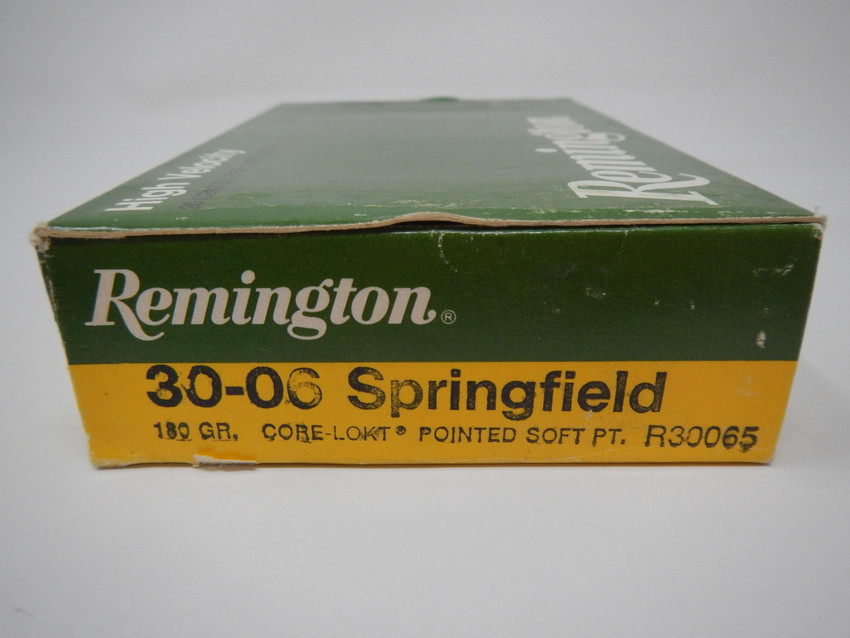 High Velocity
Remington
Remington®
30-06 Springfield
180 GR. CORE-LOKT® POINTED SOFT PT. R30065